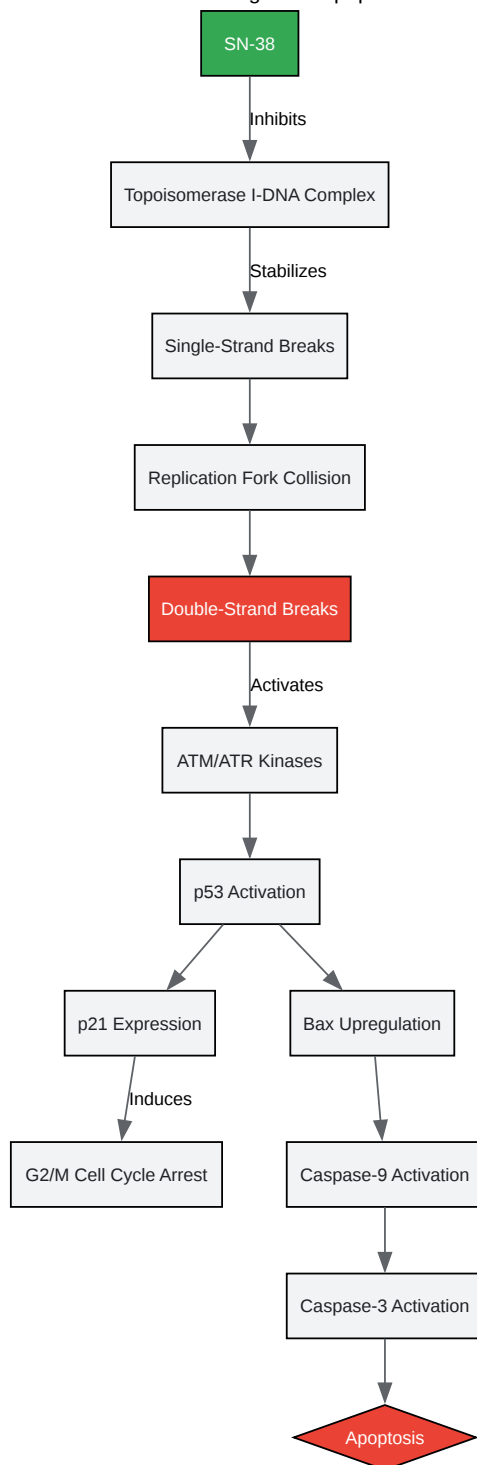 SN-38
Inhibits
Topoisomerase I-DNA Complex
Stabilizes
Single-Strand Breaks
Replication Fork Collision
Double-Strand Breaks
Activates
ATM/ATR Kinases
p53 Activation
p21 Expression
Bax Upregulation
Induces
G2/M Cell Cycle Arrest
Caspase-9 Activation
Caspase-3 Activation
Apoptosis